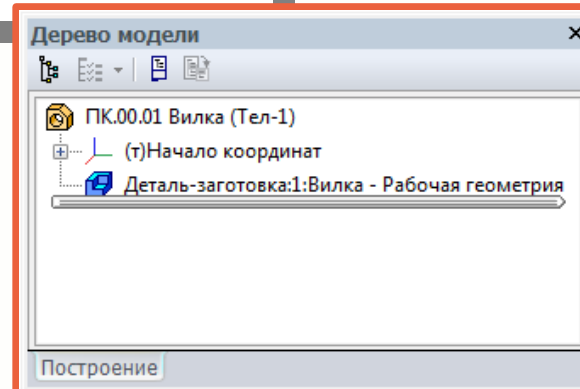 Дерево модели
ПК.00.01 Вилка (Тел-1)
(т)Начало координат
Деталь-заготовка:1:Вилка - Рабочая геометрия
Построение